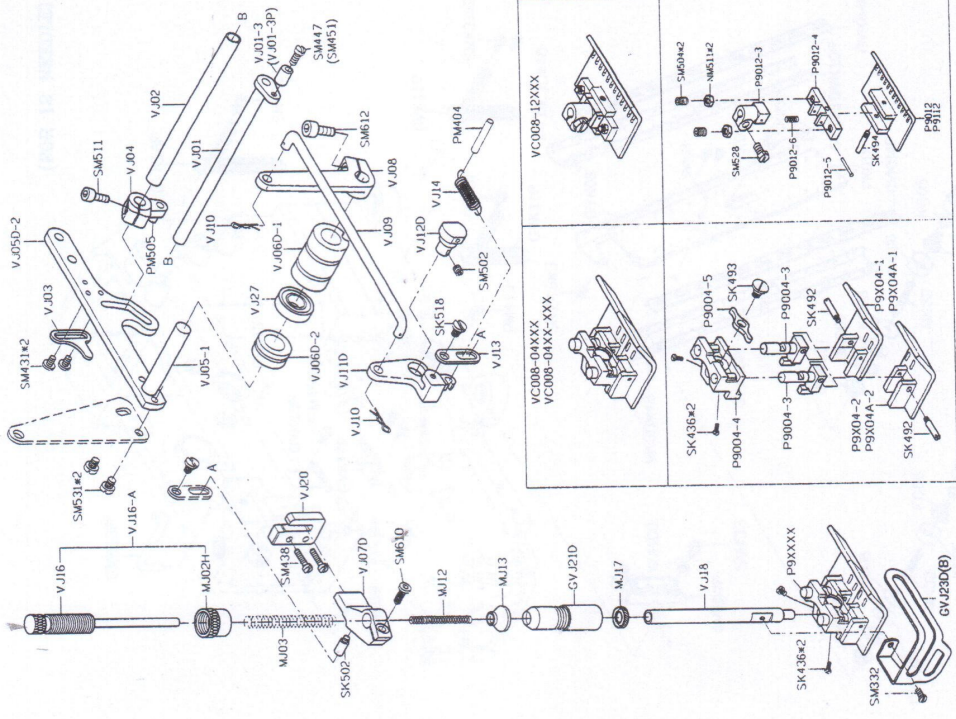 SM511
VJ04
VJ02
B
VJ01-3
(VJ01-3P)
SM447
(SM451)
VJ05D-2
PM505
B
VJ01
VJ03
SM431*2
VJ05-1
VJ10
VJ06D-1
VJ27
VJ06D-2
SM612
VJ08
VJ09
PM404
VJ14
VJ12D
SM502
SK518
VJ11D
VJ10
A
VJ13
SM531*2
VJ16-A
VJ16
MJ02H
A
VJ20
SM438
VJ07D
SM610
MJ03
SK502
MJ12
MJ13
GVJ21D
MJ17
VJ18
P9XXXX
SK436*2
SM332
GVJ23D(B)
VC008-04XXX
VC008-04XX-XXX
P9004-5
SK493
SK436*2
P9004-4
P9004-3
P9004-3
SK492
P9X04-1
P9X04A-1
P9X04-2
P9X04A-2
SK492
VC008-12XXX
SM504*2
NM511*2
P9012-3
P9012-4
SM528
P9012-6
P9012-5
SK494
P9012
P9112